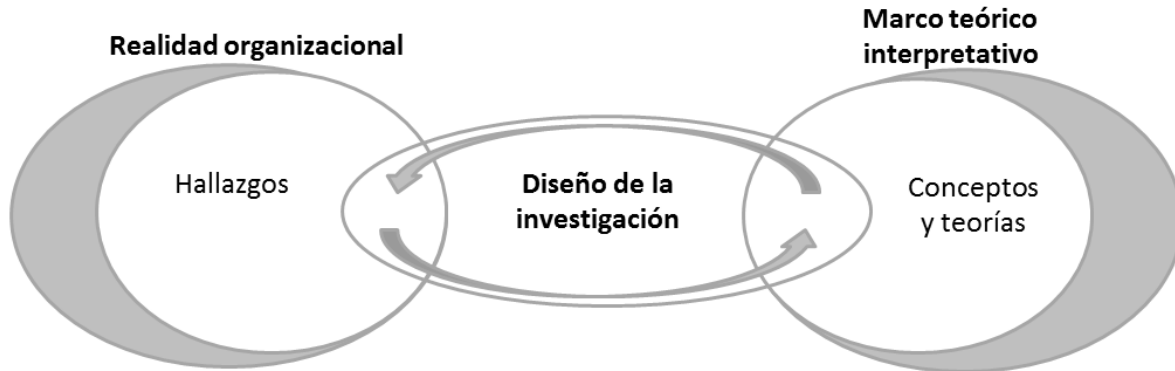 Realidad organizacional
Marco teórico
interpretativo
Hallazgos
Diseño de la
investigación
Conceptos
y teorías